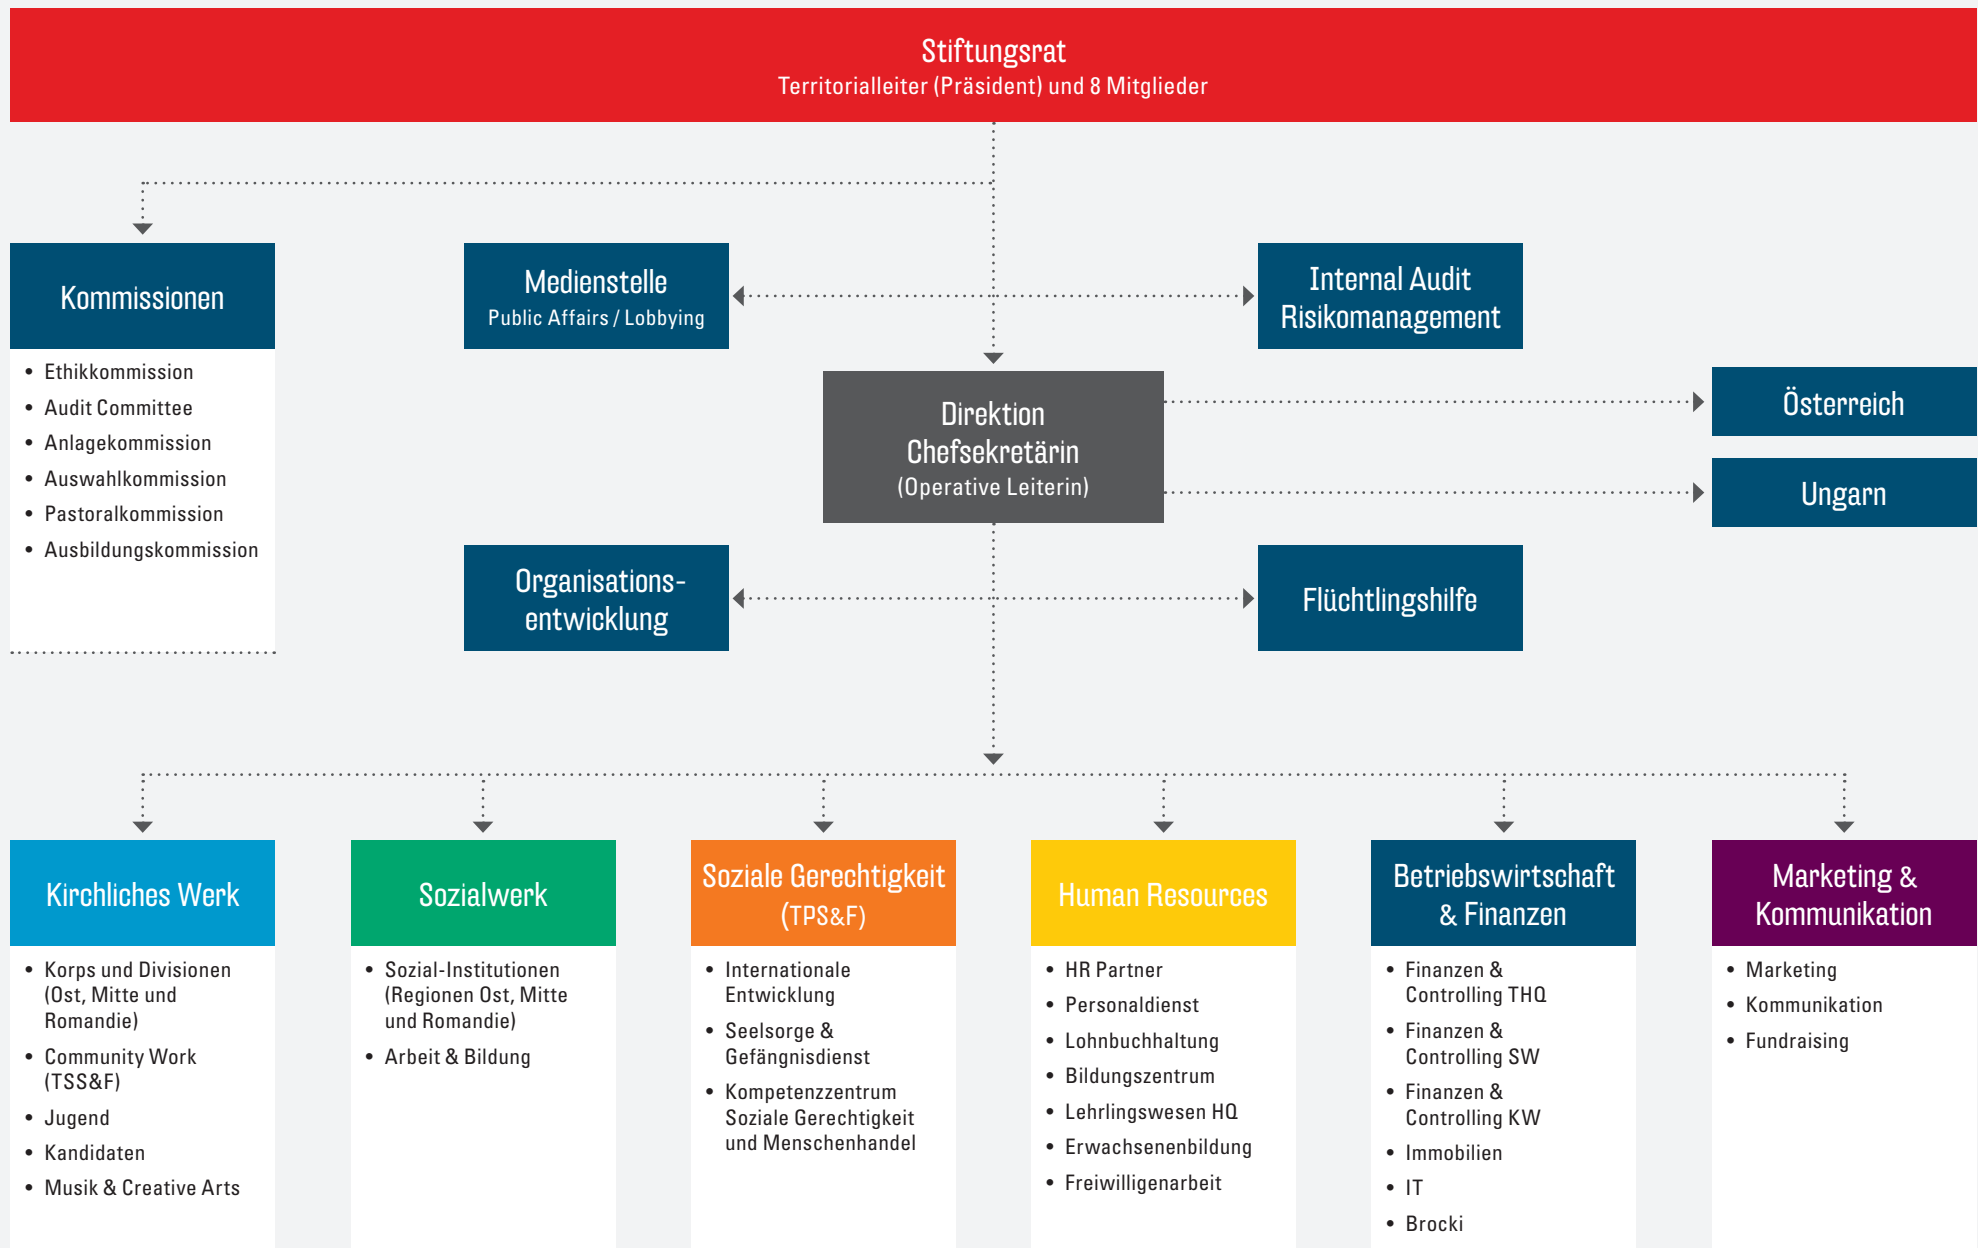 Stiftungsrat
Territorialleiter (Präsident) und 8 Mitglieder
Kommissionen
• Ethikkommission
• Audit Committee
• Anlagekommission
• Auswahlkommission
• Pastoralkommission
• Ausbildungskommission
Medienstelle
Public Affairs / Lobbying
Internal Audit
Risikomanagement
Direktion
Chefsekretärin
(Operative Leiterin)
Österreich
Ungarn
Organisations-
entwicklung
Flüchtlingshilfe
Kirchliches Werk
• Korps und Divisionen
(Ost, Mitte und
Romandie)
• Community Work
(TSS&F)
• Jugend
• Kandidaten
• Musik & Creative Arts
Sozialwerk
• Sozial-Institutionen
(Regionen Ost, Mitte
und Romandie)
• Arbeit & Bildung
Soziale Gerechtigkeit
(TPS&F)
• Internationale
Entwicklung
• Seelsorge &
Gefängnisdienst
• Kompetenzzentrum
Soziale Gerechtigkeit
und Menschenhandel
Human Resources
• HR Partner
• Personaldienst
• Lohnbuchhaltung
• Bildungszentrum
• Lehrlingswesen HQ
• Erwachsenenbildung
• Freiwilligenarbeit
Betriebswirtschaft
& Finanzen
• Finanzen &
Controlling THQ
• Finanzen &
Controlling SW
• Finanzen &
Controlling KW
• Immobilien
• IT
• Brocki
Marketing &
Kommunikation
• Marketing
• Kommunikation
• Fundraising